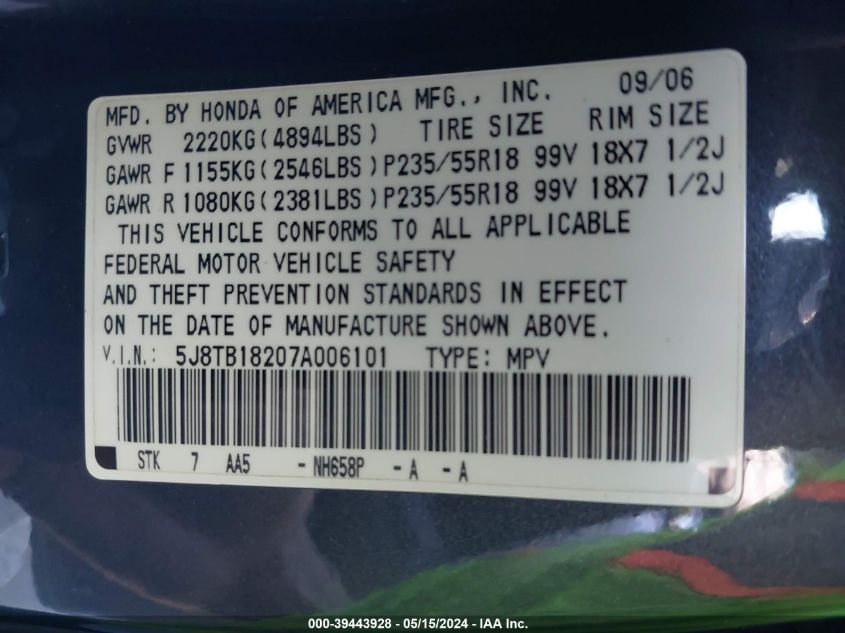 MFD. BY HONDA OF AMERICA MFG., INC. 09/06
GVWR 2220KG(4894LBS) TIRE SIZE RIM SIZE
GAWR F 1155KG(2546LBS)P235/55R18 99V 18X7 1/2J
GAWR R 1080KG(2381LBS)P235/55R18 99V 18X7 1/2J
THIS VEHICLE CONFORMS TO ALL APPLICABLE
FEDERAL MOTOR VEHICLE SAFETY
AND THEFT PREVENTION STANDARDS IN EFFECT
ON THE DATE OF MANUFACTURE SHOWN ABOVE.
V.I.N.: 5J8TB18207A006101 TYPE: MPV
STK 7 AA5 - NH658P - A - A
000-39443928 - 05/15/2024 - IAA Inc.